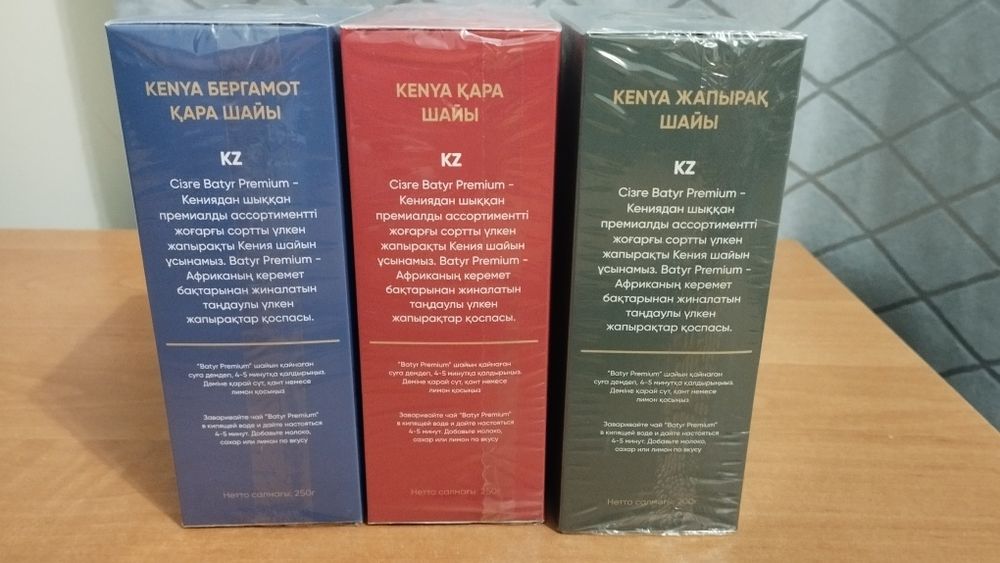 KENYA БЕРГАМОТ
ҚАРА ШАЙЫ
KZ
Сізге Batyr Premium -
Кениядан шыққан
премиалды ассортиментті
жоғарғы сортты үлкен
жапырақты Кения шайын
ұсынамыз. Batyr Premium -
Африканың керемет
бақтарынан жиналатын
таңдаулы үлкен
жапырақтар қоспасы.
"Batyr Premium" шайын қайнаған
суға демдеп, 4-5 минутқа қалдырыңыз.
Дәміне қарай сүт, қант немесе
лимон қосыңыз
Заваривайте чай "Batyr Premium"
в кипящей воде и дайте настояться
4-5 минут. Добавьте молоко,
сахар или лимон по вкусу
Нетто салмағы: 250г
KENYA ҚАРА
ШАЙЫ
KZ
Сізге Batyr Premium -
Кениядан шыққан
премиалды ассортиментті
жоғарғы сортты үлкен
жапырақты Кения шайын
ұсынамыз. Batyr Premium -
Африканың керемет
бақтарынан жиналатын
таңдаулы үлкен
жапырақтар қоспасы.
"Batyr Premium" шайын қайнаған
суға демдеп, 4-5 минутқа қалдырыңыз.
Дәміне қарай сүт, қант немесе
лимон қосыңыз
Заваривайте чай "Batyr Premium"
в кипящей воде и дайте настояться
4-5 минут. Добавьте молоко,
сахар или лимон по вкусу
Нетто салмағы: 250г
KENYA ЖАПЫРАҚ
ШАЙЫ
KZ
Сізге Batyr Premium -
Кениядан шыққан
премиалды ассортиментті
жоғарғы сортты үлкен
жапырақты Кения шайын
ұсынамыз. Batyr Premium -
Африканың керемет
бақтарынан жиналатын
таңдаулы үлкен
жапырақтар қоспасы.
"Batyr Premium" шайын қайнаған
суға демдеп, 4-5 минутқа қалдырыңыз.
Дәміне қарай сүт, қант немесе
лимон қосыңыз
Заваривайте чай "Batyr Premium"
в кипящей воде и дайте настояться
4-5 минут. Добавьте молоко,
сахар или лимон по вкусу
Нетто салмағы: 200г